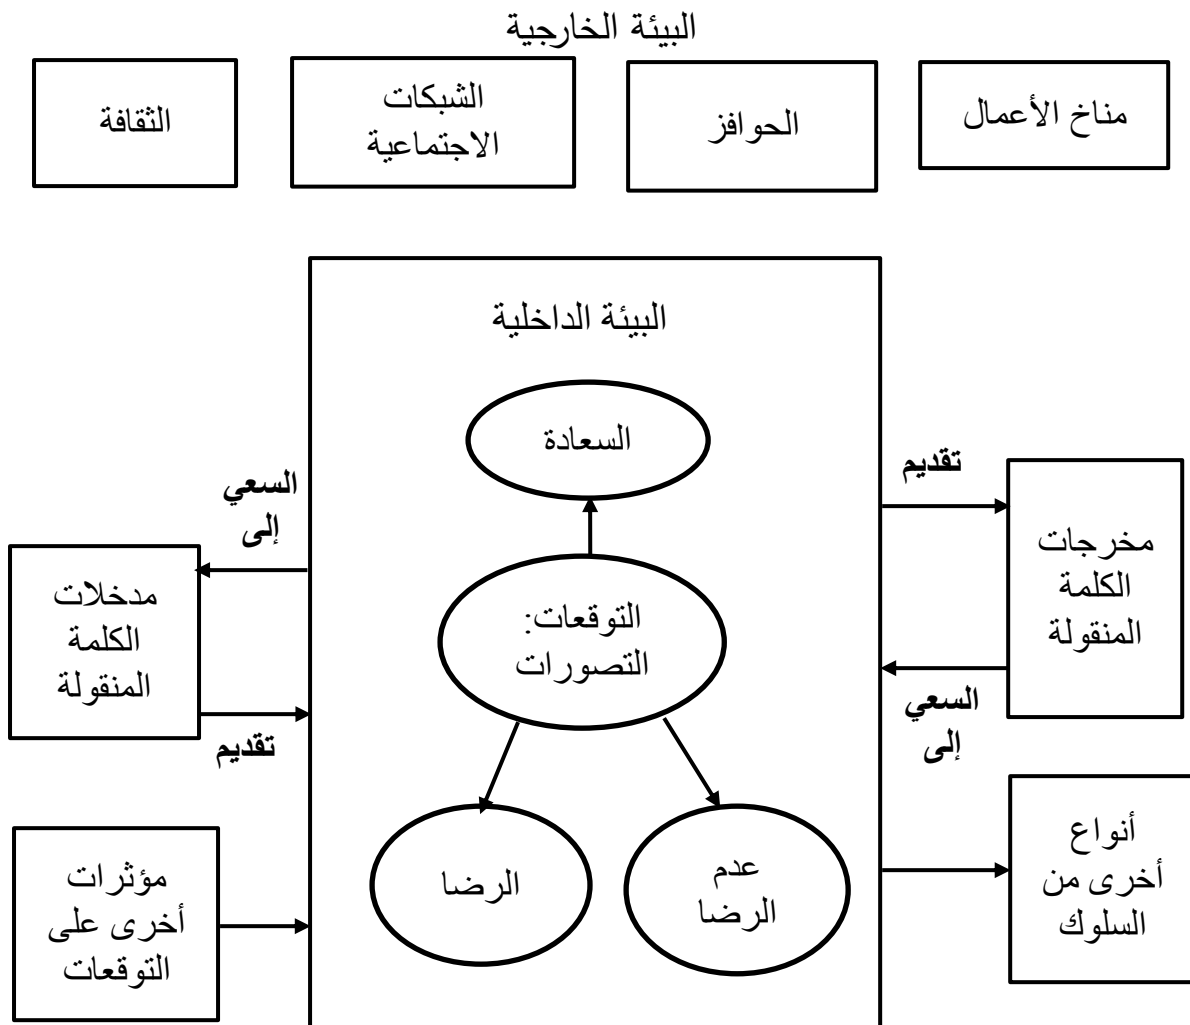 البيئة الخارجية
مناخ الأعمال
الحوافز
الشبكات
الاجتماعية
الثقافة
البيئة الداخلية
السعادة
التوقعات:
التصورات
الرضا
عدم
الرضا
تقديم
مخرجات
الكلمة
المنقولة
السعي
إلى
أنواع
أخرى من
السلوك
السعي
إلى
مدخلات
الكلمة
المنقولة
تقديم
مؤثرات
أخرى على
التوقعات